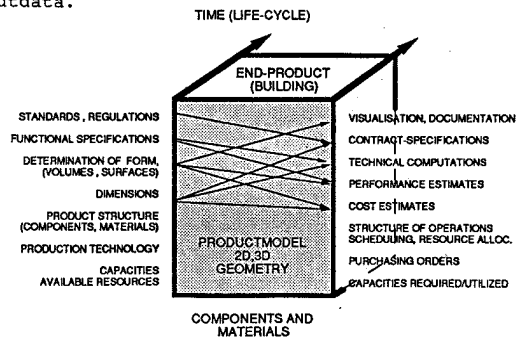 utdata.
TIME (LIFE-CYCLE)
END-PRODUCT
(BUILDING)
STANDARDS , REGULATIONS
FUNCTIONAL SPECIFICATIONS
DETERMINATION OF FORM,
(VOLUMES , SURFACES)
DIMENSIONS
PRODUCT STRUCTURE
(COMPONENTS, MATERIALS)
PRODUCTION TECHNOLOGY
CAPACITIES
AVAILABLE RESOURCES
PRODUCTMODEL
2D,3D
GEOMETRY
VISUALISATION, DOCUMENTATION
CONTRACT-SPECIFICATIONS
TECHNICAL COMPUTATIONS
PERFORMANCE ESTIMATES
COST ESTIMATES
STRUCTURE OF OPERATIONS
SCHEDULING, RESOURCE ALLOC.
PURCHASING ORDERS
CAPACITIES REQUIRED/UTILIZED
COMPONENTS AND
MATERIALS